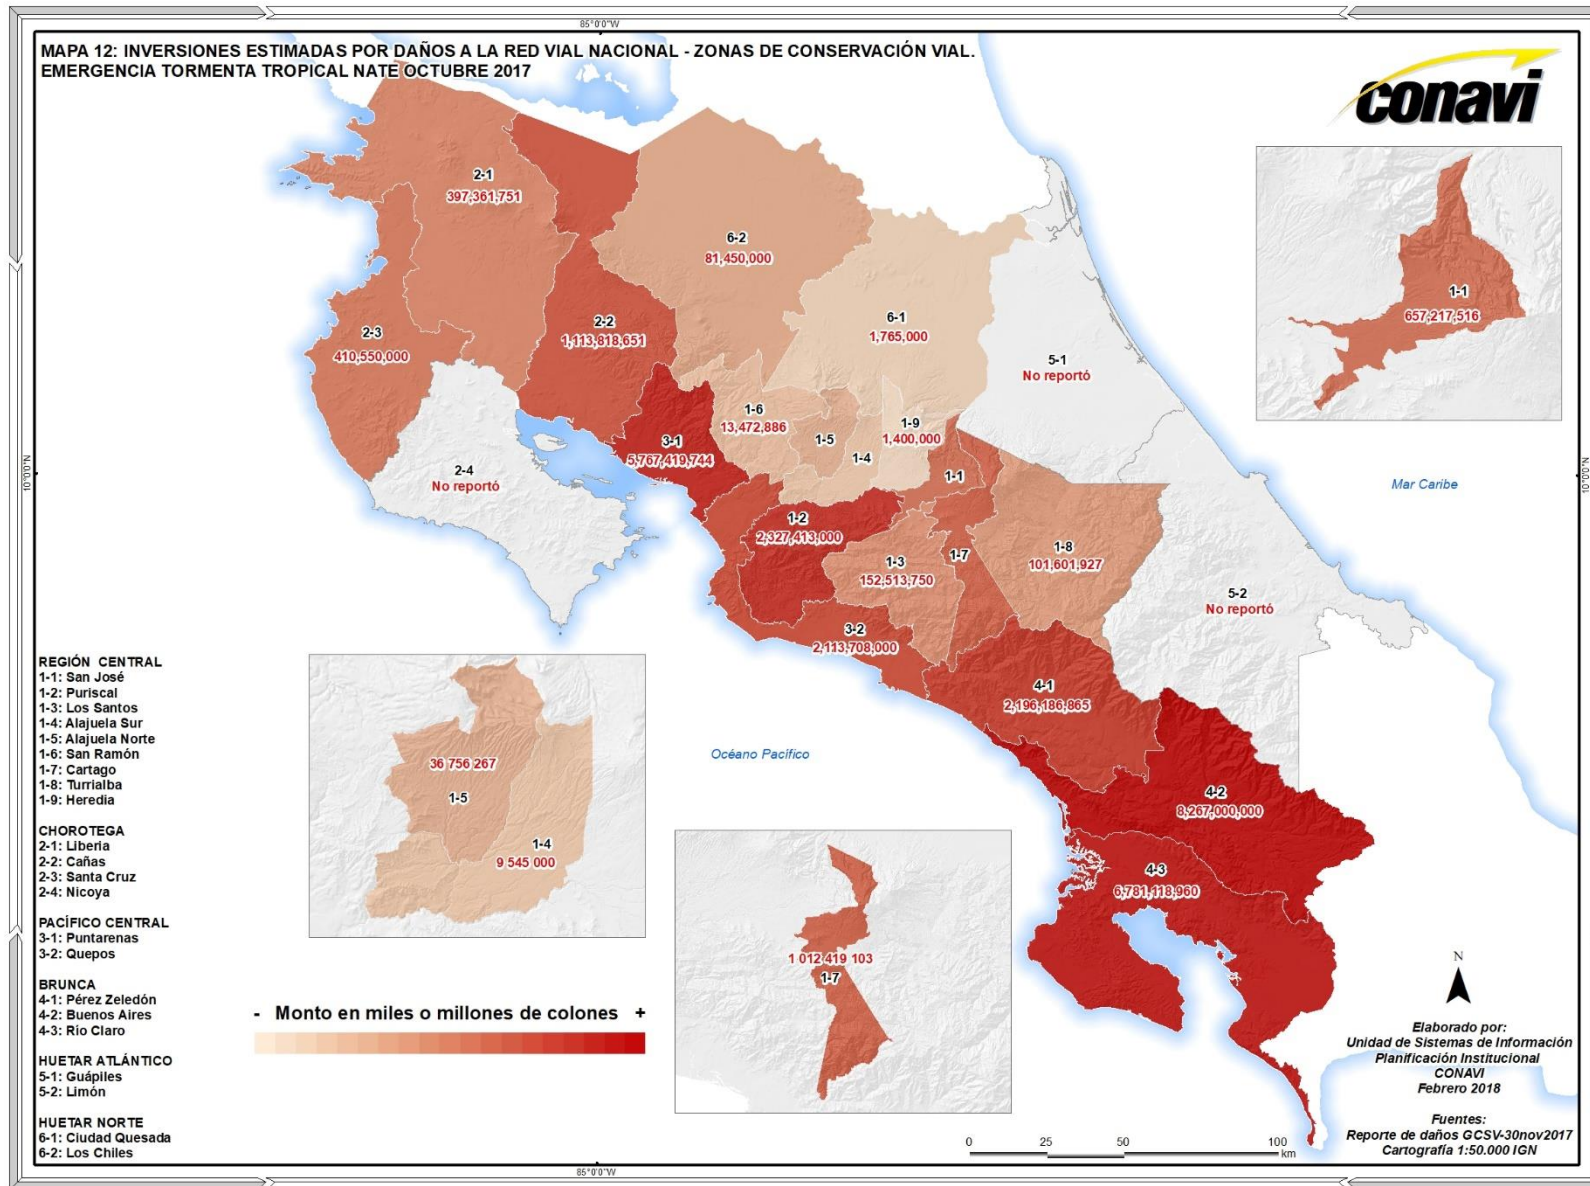 85°0'0"W
MAPA 12: INVERSIONES ESTIMADAS POR DAÑOS A LA RED VIAL NACIONAL - ZONAS DE CONSERVACIÓN VIAL.
EMERGENCIA TORMENTA TROPICAL NATE OCTUBRE 2017
conavi
2-1
397,361,751
6-2
81,450,000
1-1
657,217,516
2-3
410,550,000
2-2
1,113,818,651
6-1
1,765,000
5-1
No reportó
1-6
13,472,886
1-5
1-4
1-9
1,400,000
3-1
5,767,419,744
2-4
No reportó
1-1
10°0'0"N
10°0'0"N
Mar Caribe
1-2
2,327,413,000
1-3
152,513,750
1-7
1-8
101,601,927
5-2
No reportó
3-2
2,113,708,000
4-1
2,196,186,865
Océano Pacífico
4-2
8,267,000,000
4-3
6,781,118,960
36 756 267
1-5
1-4
9 545 000
1 012 419 103
1-7
REGIÓN CENTRAL
1-1: San José
1-2: Puriscal
1-3: Los Santos
1-4: Alajuela Sur
1-5: Alajuela Norte
1-6: San Ramón
1-7: Cartago
1-8: Turrialba
1-9: Heredia
CHOROTEGA
2-1: Liberia
2-2: Cañas
2-3: Santa Cruz
2-4: Nicoya
PACÍFICO CENTRAL
3-1: Puntarenas
3-2: Quepos
BRUNCA
4-1: Pérez Zeledón
4-2: Buenos Aires
4-3: Río Claro
HUETAR ATLÁNTICO
5-1: Guápiles
5-2: Limón
HUETAR NORTE
6-1: Ciudad Quesada
6-2: Los Chiles
- Monto en miles o millones de colones +
N
Elaborado por:
Unidad de Sistemas de Información
Planificación Institucional
CONAVI
Febrero 2018
Fuentes:
Reporte de daños GCSV-30nov2017
Cartografía 1:50.000 IGN
0 25 50 100
km
85°0'0"W